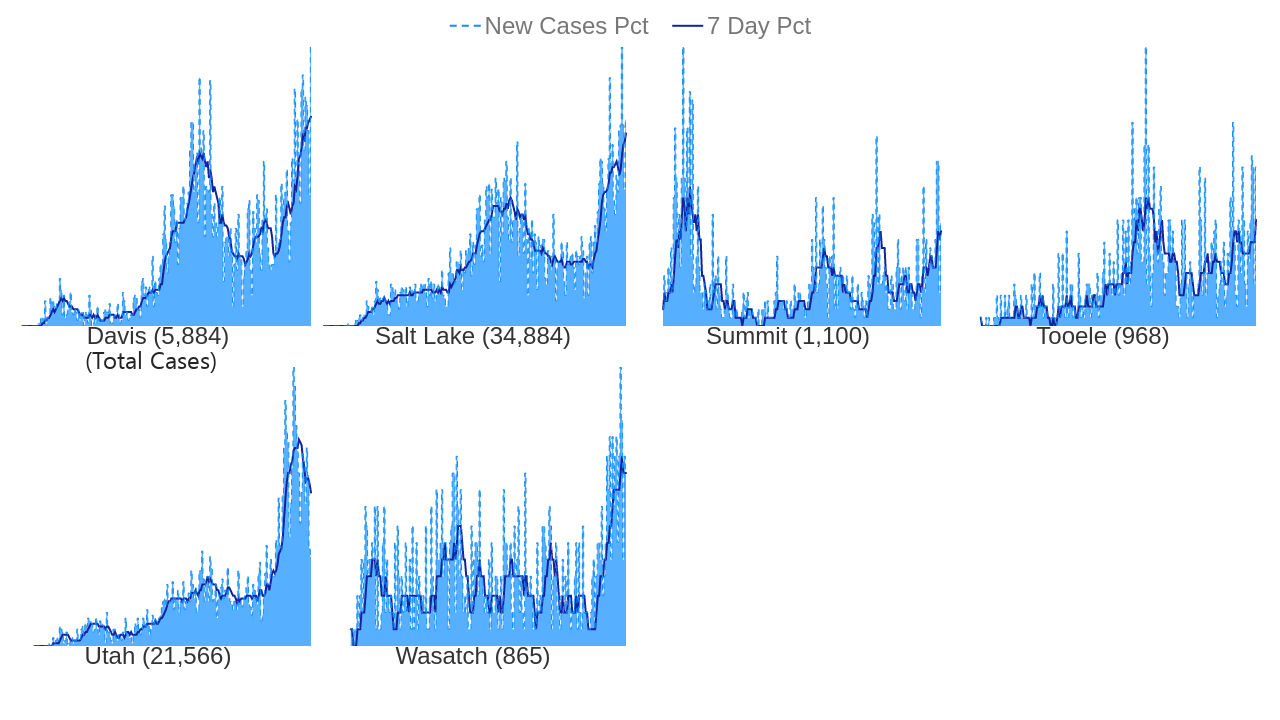 New Cases Pct 7 Day Pct
Davis (5,884)
(Total Cases)
Salt Lake (34,884)
Summit (1,100)
Tooele (968)
Utah (21,566)
Wasatch (865)